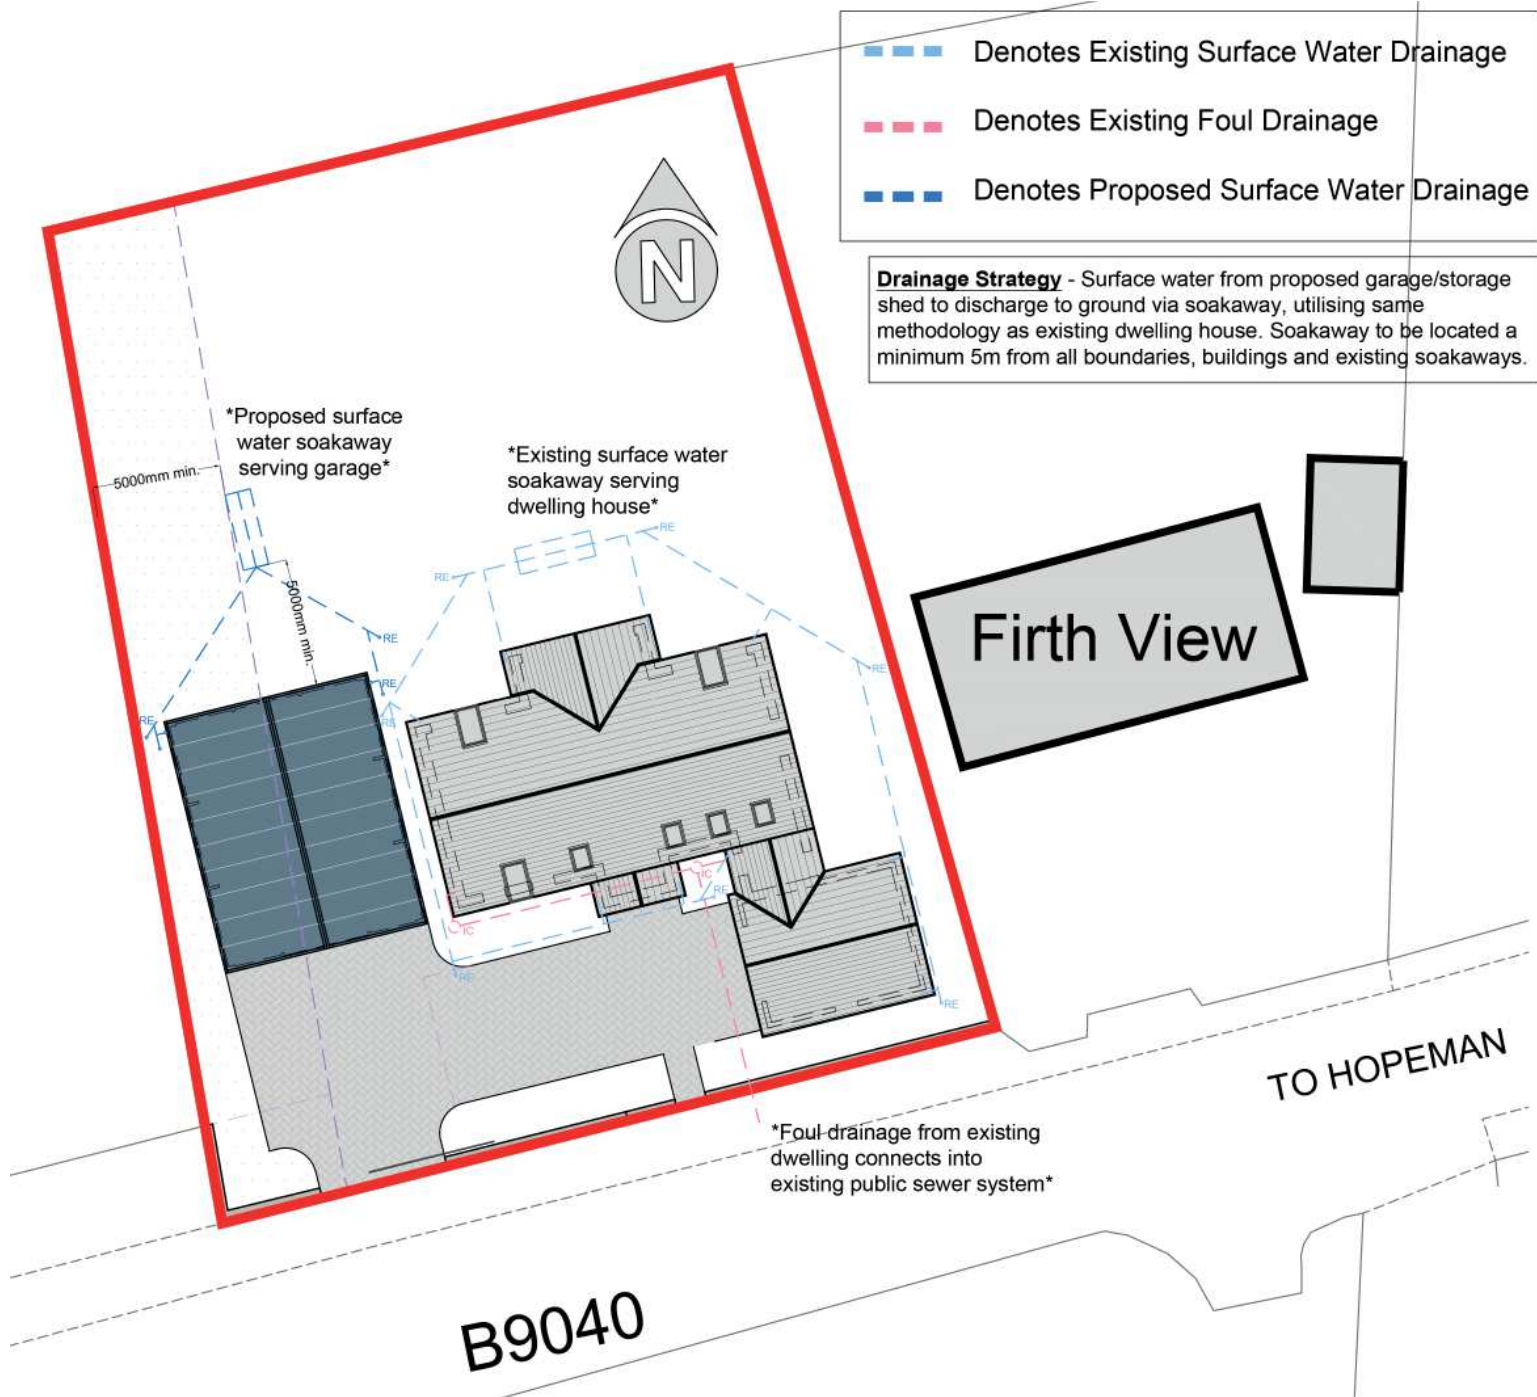 Denotes Existing Surface Water Drainage
Denotes Existing Foul Drainage
Denotes Proposed Surface Water Drainage
Drainage Strategy - Surface water from proposed garage/storage
shed to discharge to ground via soakaway, utilising same
methodology as existing dwelling house. Soakaway to be located a
minimum 5m from all boundaries, buildings and existing soakaways.
N
*Proposed surface
water soakaway
serving garage*
5000mm min.
*Existing surface water
soakaway serving
dwelling house*
RE
RE
5000mm min.
RE
RE
RE
RE
RE
Firth View
IC
RE
IC
RE
RE
TO HOPEMAN
*Foul drainage from existing
dwelling connects into
existing public sewer system*
B9040